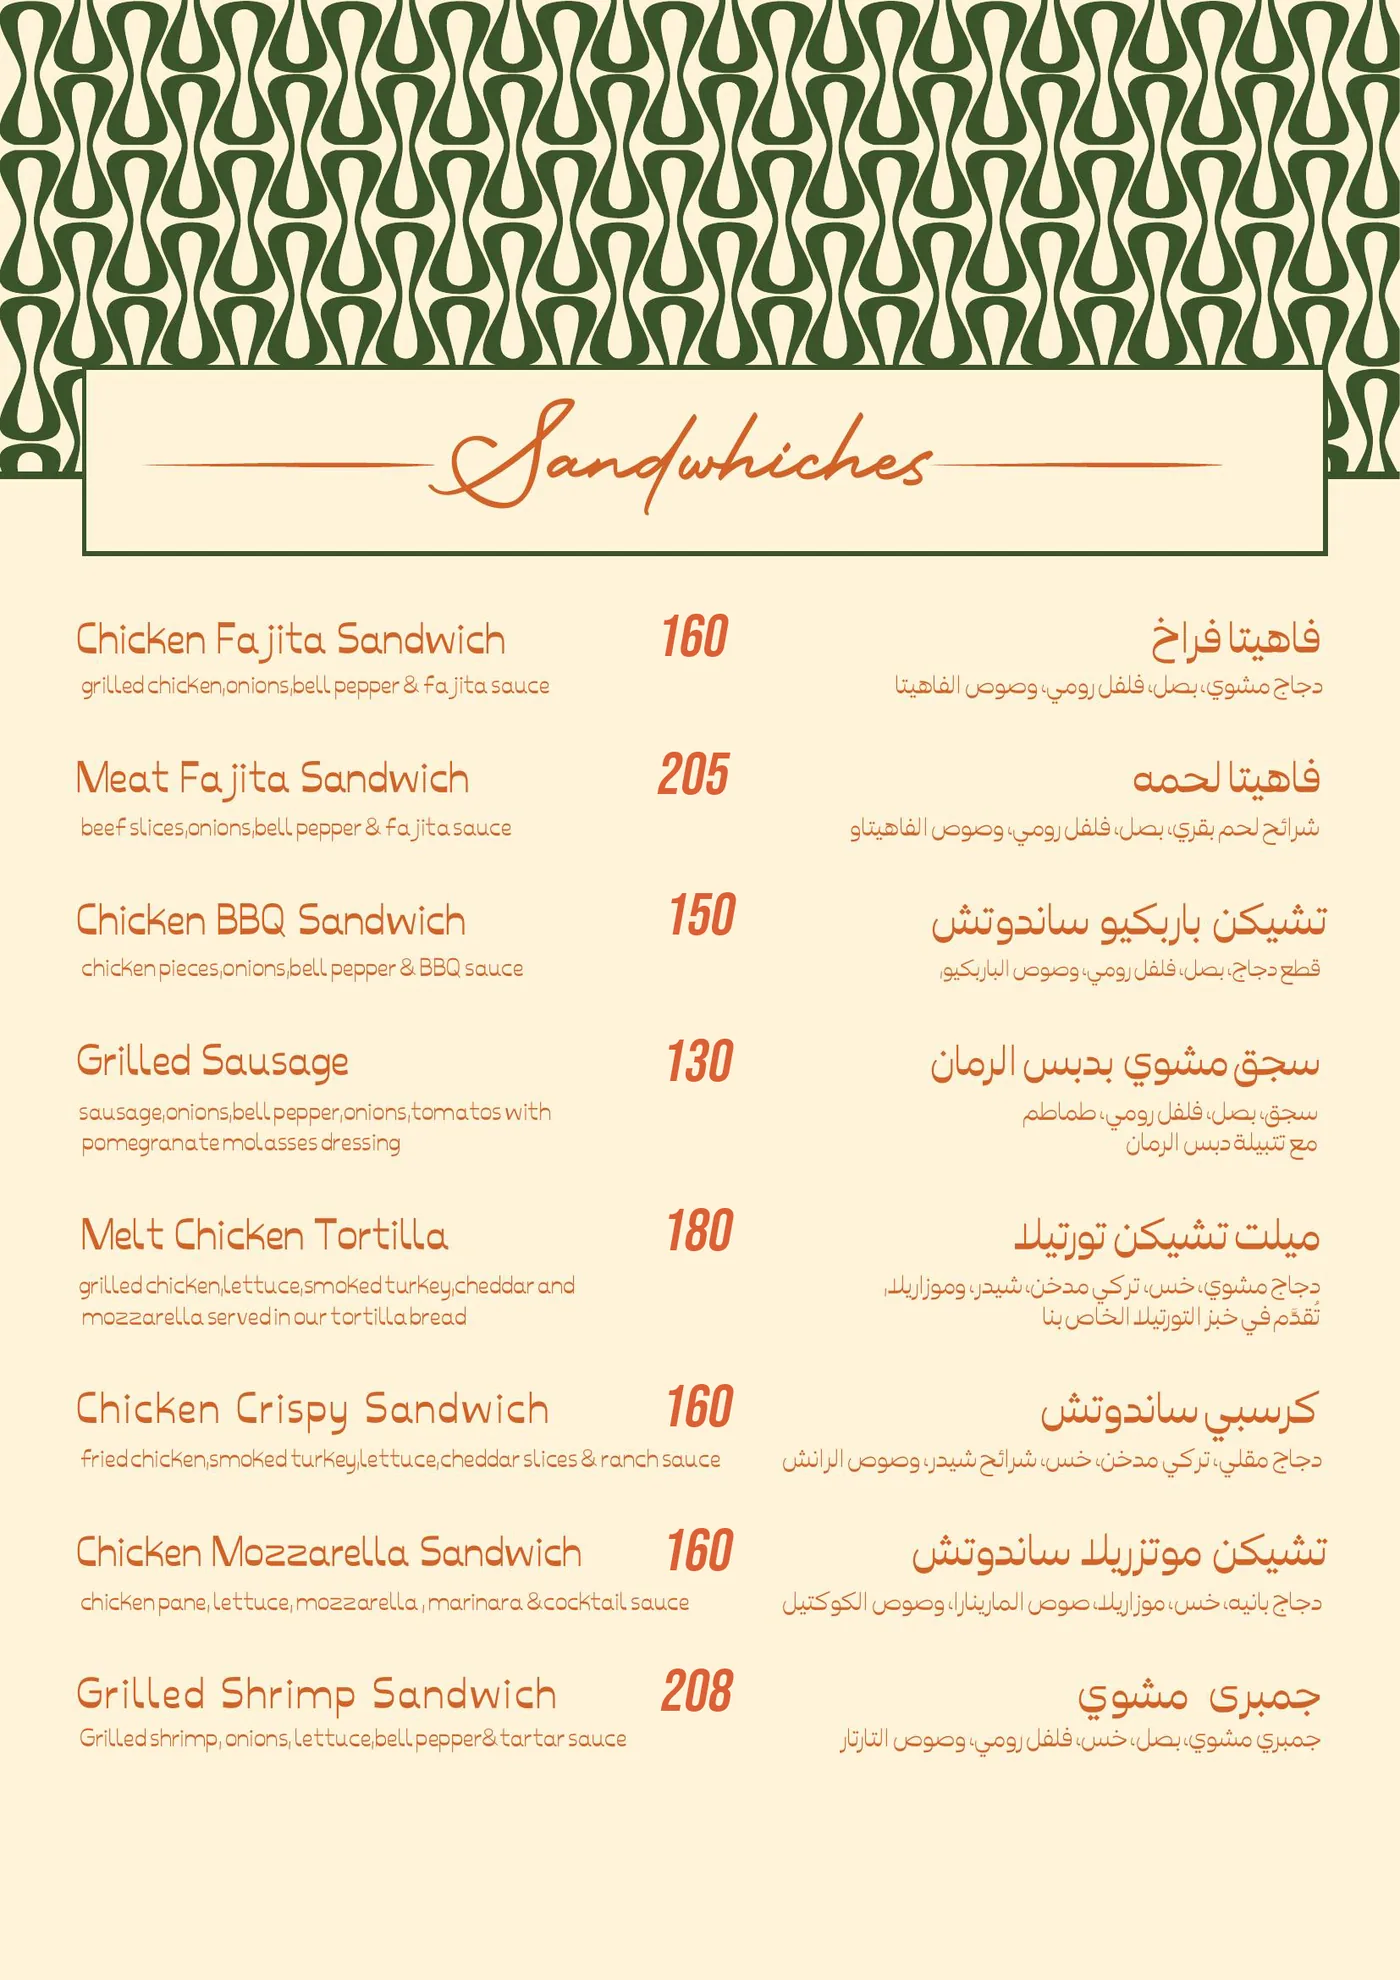 Sandwhiches
Chicken Fajita Sandwich 160 فاهيتا فراخ
grilled chicken,onions,bell pepper & fajita sauce دجاج مشوي، بصل، فلفل رومي، وصوص الفاهيتا
Meat Fajita Sandwich 205 فاهيتا لحمه
beef slices,onions,bell pepper & fajita sauce شرائح لحم بقري، بصل، فلفل رومي، وصوص الفاهيتاو
Chicken BBQ Sandwich 150 تشيكن باربكيو ساندوتش
chicken pieces,onions,bell pepper & BBQ sauce قطع دجاج، بصل، فلفل رومي، وصوص الباربكيو,
Grilled Sausage 130 سجق مشوي بدبس الرمان
sausage,onions,bell pepper,onions,tomatos with سجق، بصل، فلفل رومي، طماطم
pomegranate molasses dressing مع تتبيلة دبس الرمان
Melt Chicken Tortilla 180 ميلت تشيكن تورتيلا
grilled chicken,lettuce,smoked turkey,cheddar and دجاج مشوي، خس، تركي مدخن، شيدر، وموزاريلا,
mozzarella served in our tortilla bread تُقدَّم في خبز التورتيلا الخاص بنا
Chicken Crispy Sandwich 160 كرسبي ساندوتش
fried chicken,smoked turkey,lettuce,cheddar slices & ranch sauce دجاج مقلي، تركي مدخن، خس، شرائح شيدر، وصوص الرانش
Chicken Mozzarella Sandwich 160 تشيكن موتزريلا ساندوتش
chicken pane, lettuce, mozzarella , marinara &cocktail sauce دجاج بانيه، خس، موزاريلا، صوص المارينارا، وصوص الكوكتيل
Grilled Shrimp Sandwich 208 جمبرى مشوي
Grilled shrimp, onions, lettuce,bell pepper& tartar sauce جمبري مشوي، بصل، خس، فلفل رومي، وصوص التارتار